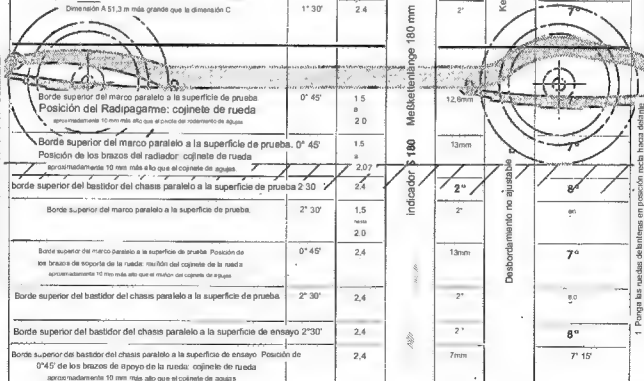 Dimensión A 51,3 m más grande que la dimensión C 1° 30' 2.4 2' 7°
Borde superior del marco paralelo a la superficie de prueba 0° 45' 1.5 12,6mm
Posición del Radipagarne: cojinete de rueda a
aproximadamente 10 mm más alto que el círculo del rodamiento de agujas 2.0
Borde superior del marco paralelo a la superficie de prueba. 0° 45' 1.5 13mm 7°
Posición de los brazos del radiador cojinete de rueda a
aproximadamente 10 mm más alto que el cojinete de agujas. 2.07
borde superior del bastidor del chasis paralelo a la superficie de prueba 2 30 2.4 2° 8°
Borde superior del marco paralelo a la superficie de prueba 2° 30' 1.5 2°
hasta
2.0
Borde superior del marco paralelo a la superficie de prueba Posición de 0° 45' 2,4 13mm 7°
los brazos de soporte de la rueda: muñón del cojinete de la rueda
aproximadamente 10 mm más alto que el muñón del cojinete de agujas
Borde superior del bastidor del chasis paralelo a la superficie de prueba 2° 30' 2,4 2° 8.0
Borde superior del bastidor del chasis paralelo a la superficie de ensayo 2°30' 2.4 2° 8°
Borde superior del bastidor del chasis paralelo a la superficie de ensayo Posición de 2,4 7mm 7° 15'
0°45' de los brazos de apoyo de la rueda: cojinete de rueda
aproximadamente 10 mm más alto que el cojinete de agujas
indicador s 180 Meßkettenlänge 180 mm
Desbordamiento no ajustable
Ke
1 Ponga las ruedas delanteras en posición recta hacia delante